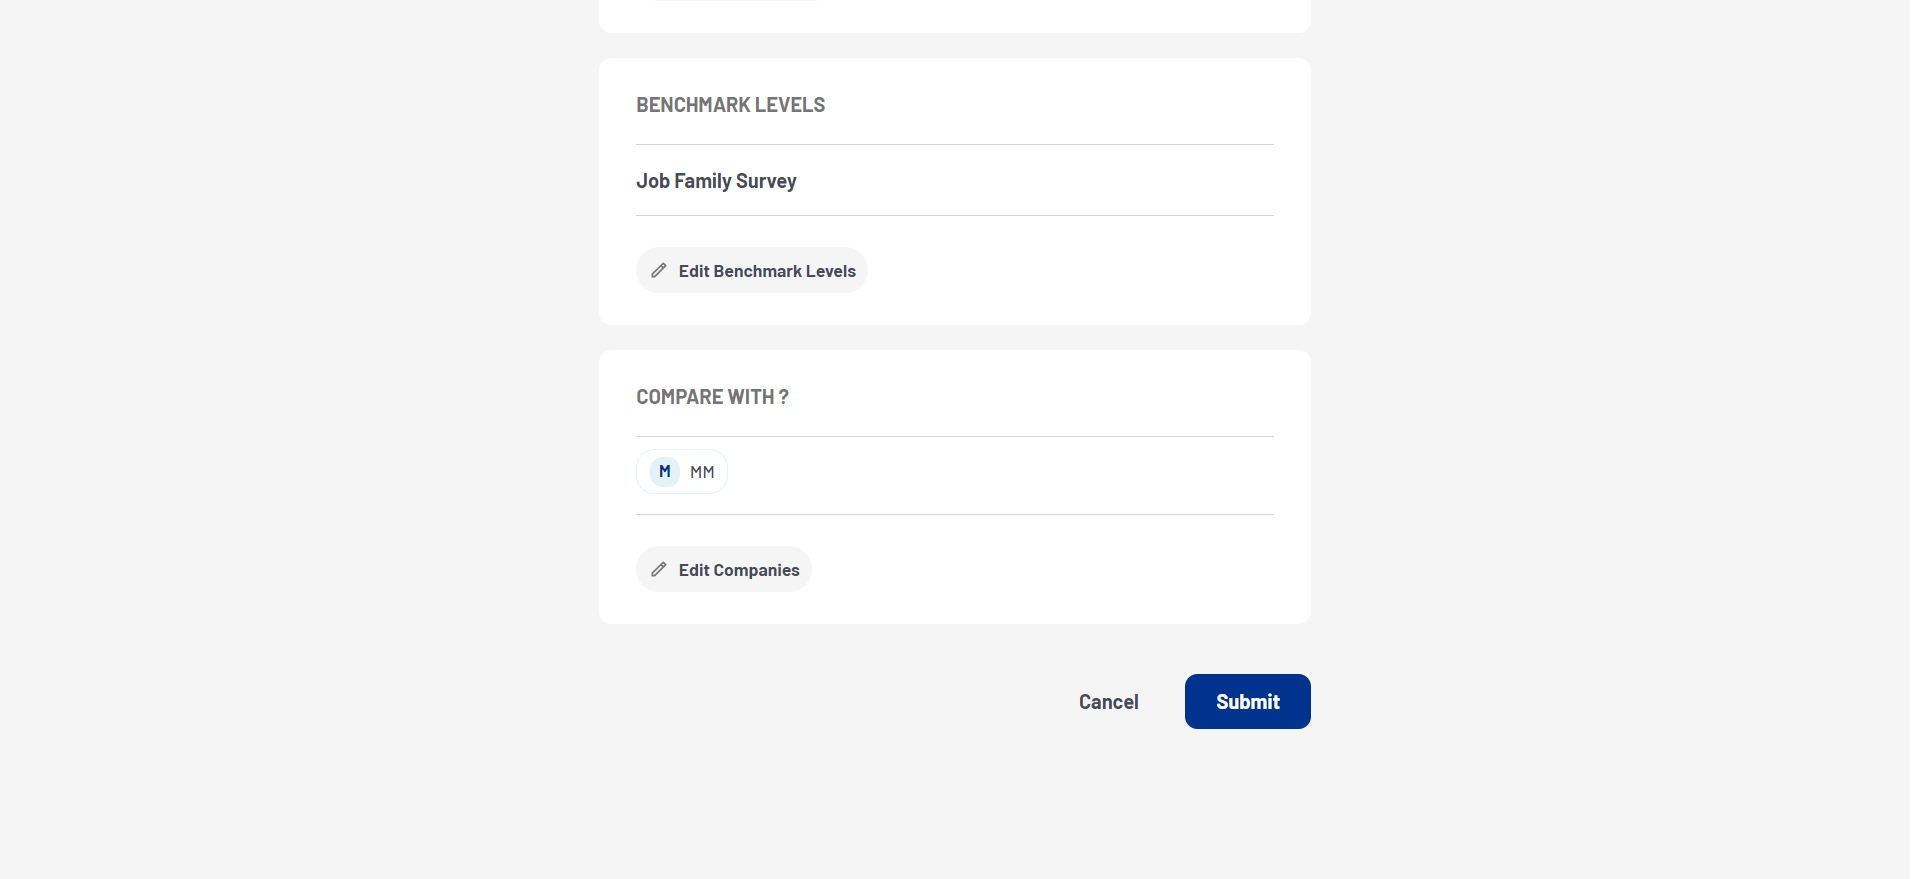 BENCHMARK LEVELS
Job Family Survey
Edit Benchmark Levels
COMPARE WITH ?
M MM
Edit Companies
Cancel Submit